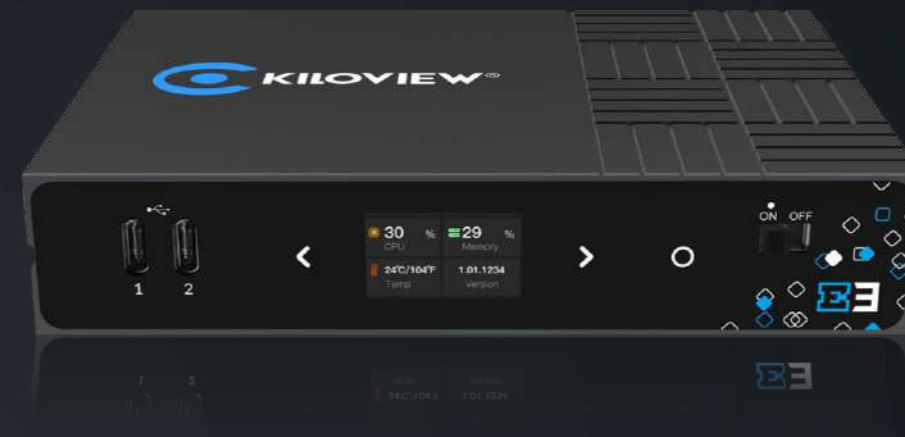 KILOVIEW®
ON OFF
30 % 29 %
CPU Memory
24℃/104℉ 1.01.1234
Temp Version
1 2
E3